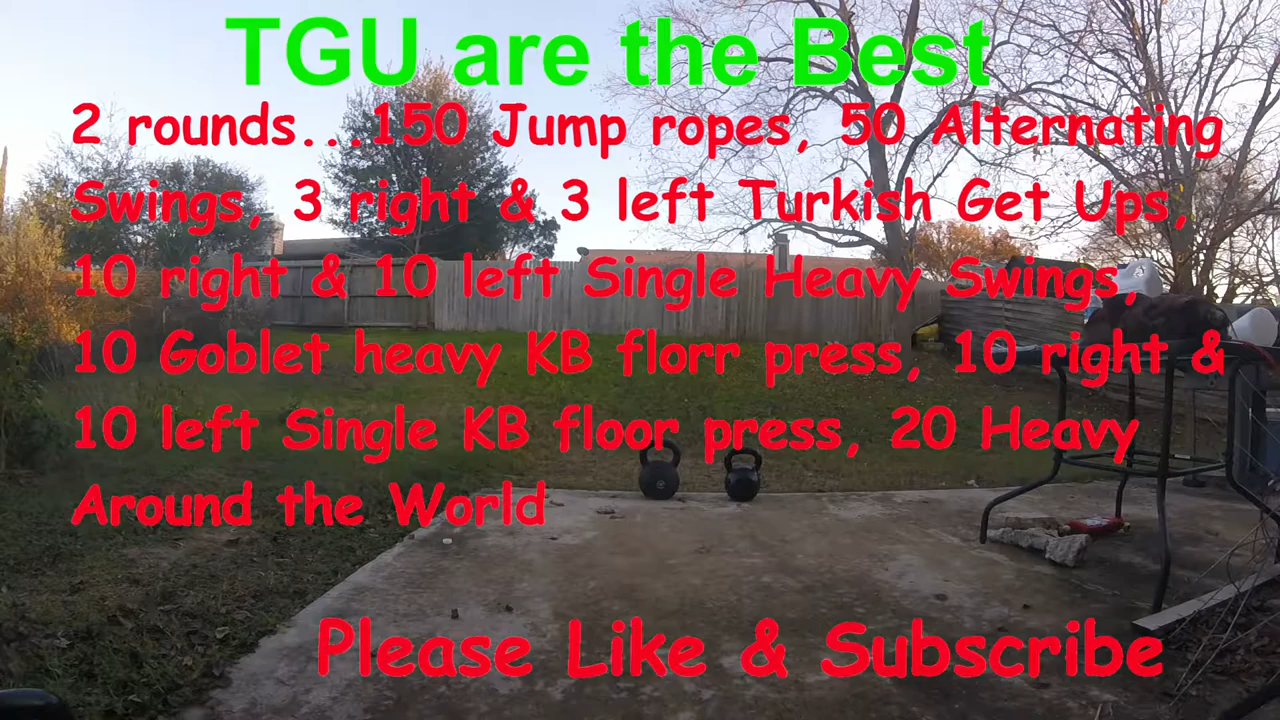 TGU are the Best
2 rounds...150 Jump ropes, 50 Alternating
Swings, 3 right & 3 left Turkish Get Ups,
10 right & 10 left Single Heavy Swings,
10 Goblet heavy KB florr press, 10 right &
10 left Single KB floor press, 20 Heavy
Around the World
Please Like & Subscribe